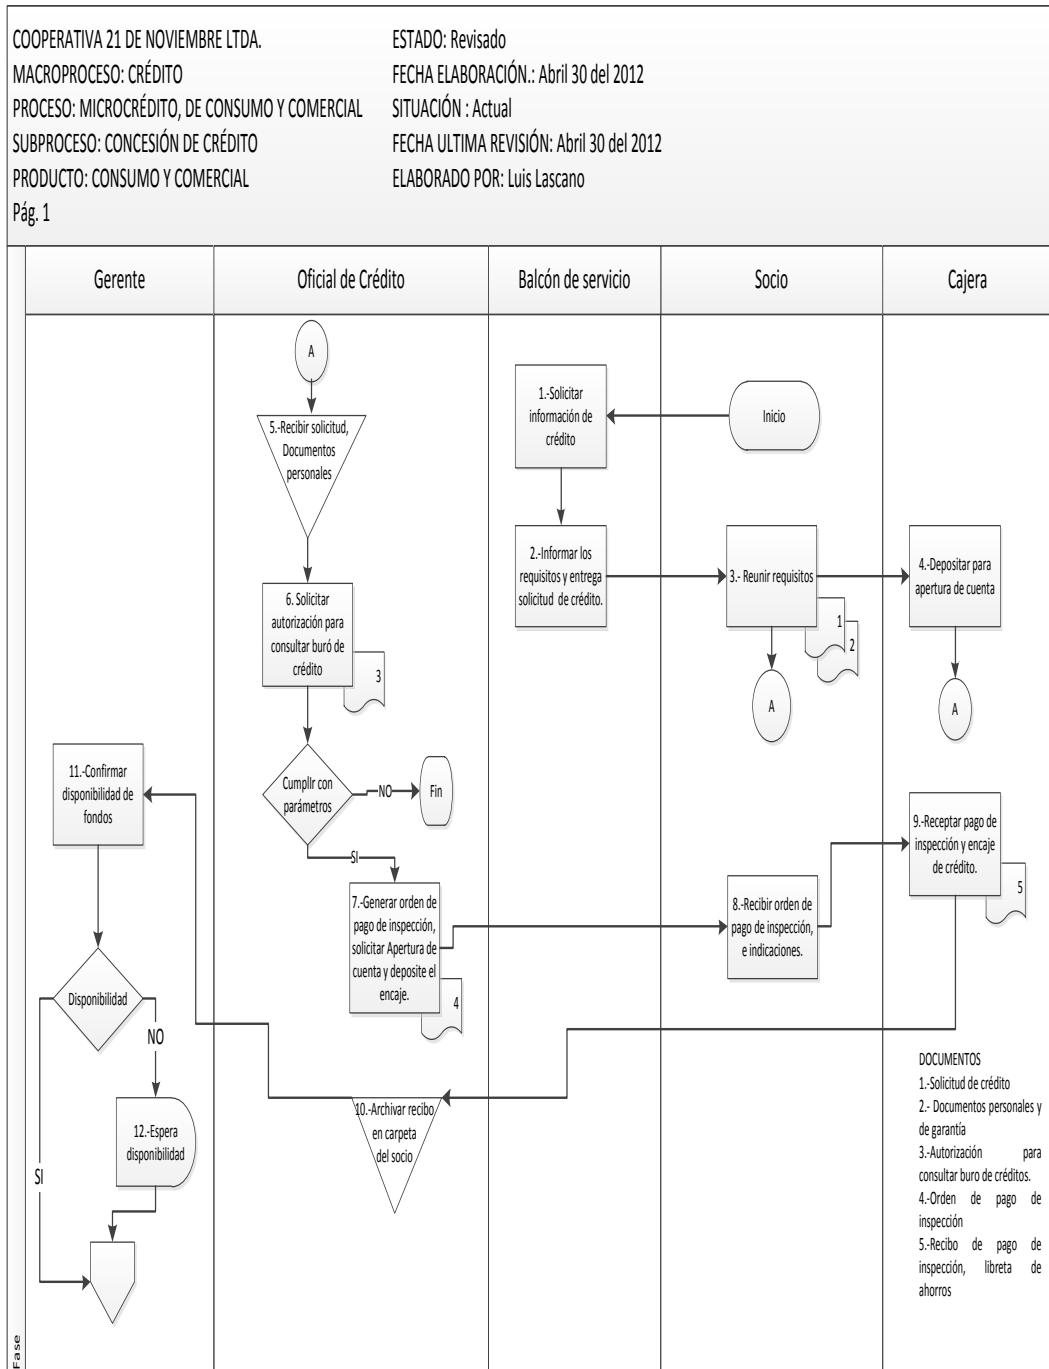 COOPERATIVA 21 DE NOVIEMBRE LTDA.
MACROPROCESO: CRÉDITO
PROCESO: MICROCRÉDITO, DE CONSUMO Y COMERCIAL
SUBPROCESO: CONCESIÓN DE CRÉDITO
PRODUCTO: CONSUMO Y COMERCIAL
Pág. 1
ESTADO: Revisado
FECHA ELABORACIÓN.: Abril 30 del 2012
SITUACIÓN : Actual
FECHA ULTIMA REVISIÓN: Abril 30 del 2012
ELABORADO POR: Luis Lascano
Gerente
Oficial de Crédito
Balcón de servicio
Socio
Cajera
A
5.-Recibir solicitud,
Documentos
personales
6. Solicitar
autorización para
consultar buró de
crédito
3
CumplIr con
parámetros
NO
Fin
SI
7.-Generar orden de
pago de inspección,
solicitar Apertura de
cuenta y deposite el
encaje.
4
10.-Archivar recibo
en carpeta
del socio
1.-Solicitar
información de
crédito
2.-Informar los
requisitos y entrega
solicitud de crédito.
Inicio
3.- Reunir requisitos
1
2
A
8.-Recibir orden de
pago de inspección,
e indicaciones.
4.-Depositar para
apertura de cuenta
A
9.-Receptar pago de
inspección y encaje
de crédito.
5
11.-Confirmar
disponibilidad de
fondos
Disponibilidad
NO
SI
12.-Espera
disponibilidad
DOCUMENTOS
1.-Solicitud de crédito
2.- Documentos personales y
de garantía
3.-Autorización para
consultar buro de créditos.
4.-Orden de pago de
inspección
5.-Recibo de pago de
inspección, libreta de
ahorros
Fase